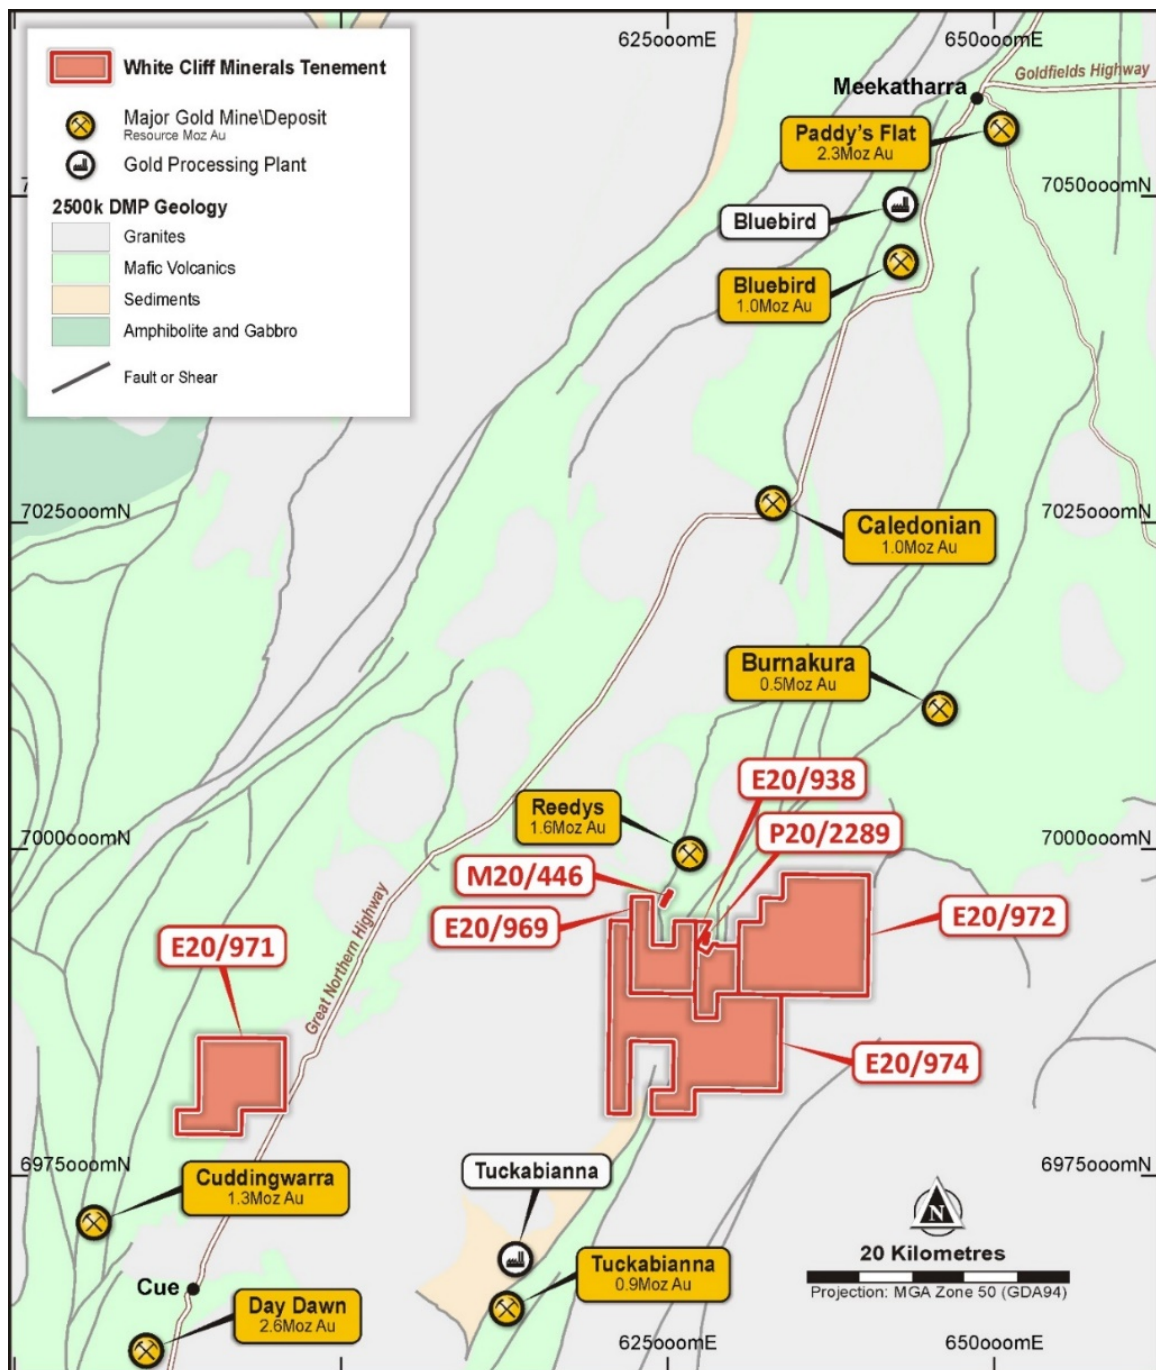 625000mE
650000mE
White Cliff Minerals Tenement
Major Gold Mine\Deposit
Resource Moz Au
Gold Processing Plant
2500k DMP Geology
Granites
Mafic Volcanics
Sediments
Amphibolite and Gabbro
Fault or Shear
Meekatharra
Goldfields Highway
Paddy's Flat
2.3Moz Au
7050000mN
Bluebird
Bluebird
1.0Moz Au
7025000mN
7025000mN
Caledonian
1.0Moz Au
Burnakura
0.5Moz Au
E20/938
Reedys
1.6Moz Au
P20/2289
7000000mN
7000000mN
M20/446
E20/969
E20/972
E20/971
Great Northern Highway
E20/974
6975000mN
6975000mN
Cuddingwarra
1.3Moz Au
Tuckabianna
N
20 Kilometres
Projection: MGA Zone 50 (GDA94)
Tuckabianna
0.9Moz Au
Cue
Day Dawn
2.6Moz Au
625000mE
650000mE